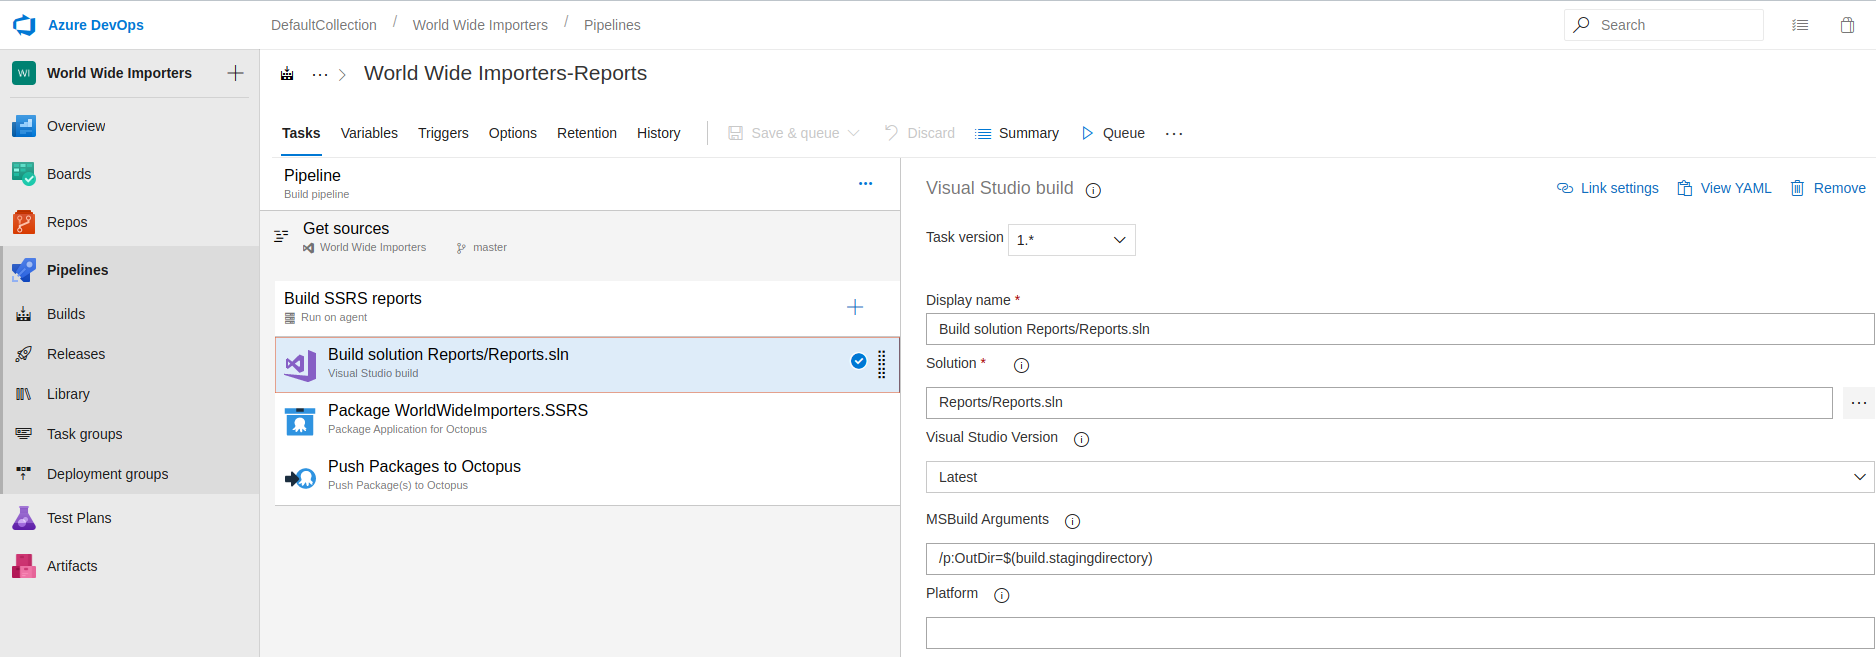 Azure DevOps
DefaultCollection / World Wide Importers / Pipelines
Search
WI World Wide Importers
World Wide Importers-Reports
Overview
Boards
Repos
Pipelines
Builds
Releases
Library
Task groups
Deployment groups
Test Plans
Artifacts
Tasks Variables Triggers Options Retention History Save & queue Discard Summary Queue ...
Pipeline
Build pipeline
Get sources
World Wide Importers master
Build SSRS reports
Run on agent
Build solution Reports/Reports.sln
Visual Studio build
Package WorldWideImporters.SSRS
Package Application for Octopus
Push Packages to Octopus
Push Package(s) to Octopus
Visual Studio build
Link settings View YAML Remove
Task version 1.*
Display name *
Build solution Reports/Reports.sln
Solution *
Reports/Reports.sln
Visual Studio Version
Latest
MSBuild Arguments
/p:OutDir=$(build.stagingdirectory)
Platform